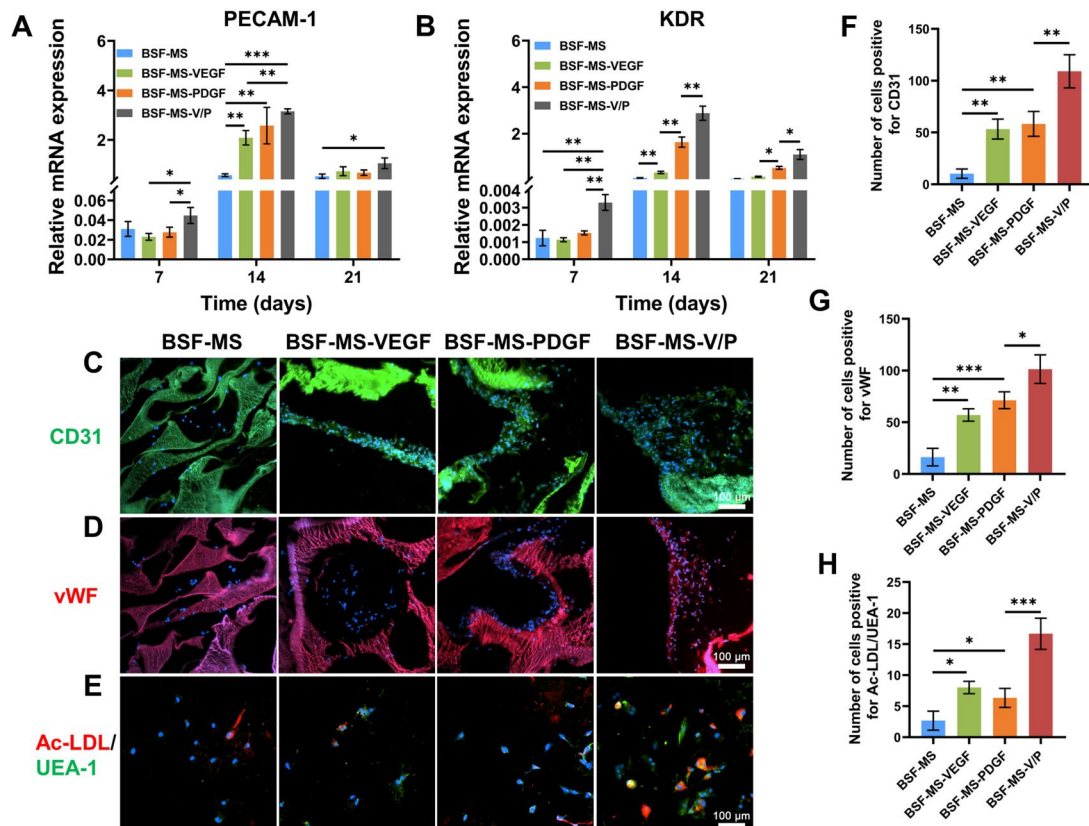 A
PECAM-1
Relative mRNA expression
6
4
2
0.06
0.04
0.02
0.00
BSF-MS
BSF-MS-VEGF
BSF-MS-PDGF
BSF-MS-V/P
*
*
**
**
***
**
*
7
14
21
Time (days)
B
KDR
Relative mRNA expression
6
4
2
0.004
0.003
0.002
0.001
0.000
BSF-MS
BSF-MS-VEGF
BSF-MS-PDGF
BSF-MS-V/P
**
**
**
**
**
**
*
*
7
14
21
Time (days)
BSF-MS
BSF-MS-VEGF
BSF-MS-PDGF
BSF-MS-V/P
C
CD31
100 µm
D
vWF
100 µm
E
Ac-LDL/
UEA-1
100 µm
F
Number of cells positive
for CD31
150
100
50
0
**
**
**
BSF-MS
BSF-MS-VEGF
BSF-MS-PDGF
BSF-MS-V/P
G
Number of cells positive
for vWF
150
100
50
0
**
***
*
BSF-MS
BSF-MS-VEGF
BSF-MS-PDGF
BSF-MS-V/P
H
Number of cells positive
for Ac-LDL/UEA-1
25
20
15
10
5
0
*
*
***
BSF-MS
BSF-MS-VEGF
BSF-MS-PDGF
BSF-MS-V/P